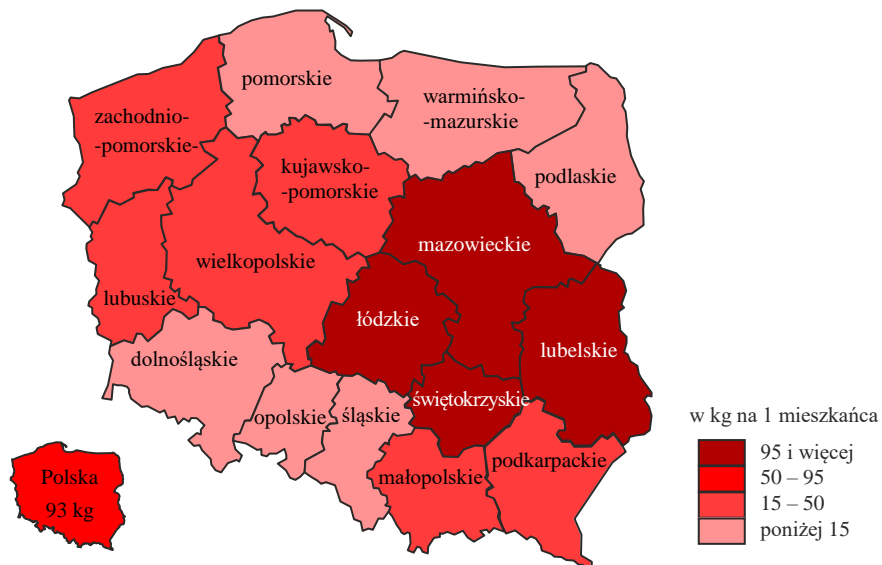 pomorskie
warmińsko-
-mazurskie
zachodnio-
-pomorskie-
kujawsko-
-pomorskie
podlaskie
mazowieckie
wielkopolskie
lubuskie
łódzkie
lubelskie
dolnośląskie
opolskie
śląskie
świętokrzyskie
małopolskie
podkarpackie
Polska
93 kg
w kg na 1 mieszkańca
95 i więcej
50 – 95
15 – 50
poniżej 15